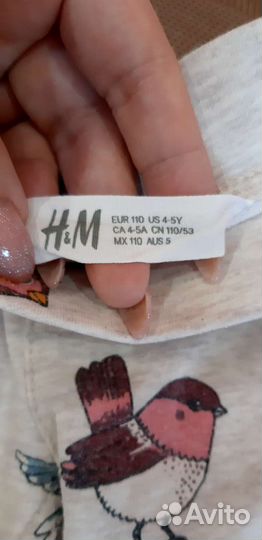 H&M
EUR 110 US 4-5Y
CA 4-5A CN 110/53
MX 110 AUS 5
Avito